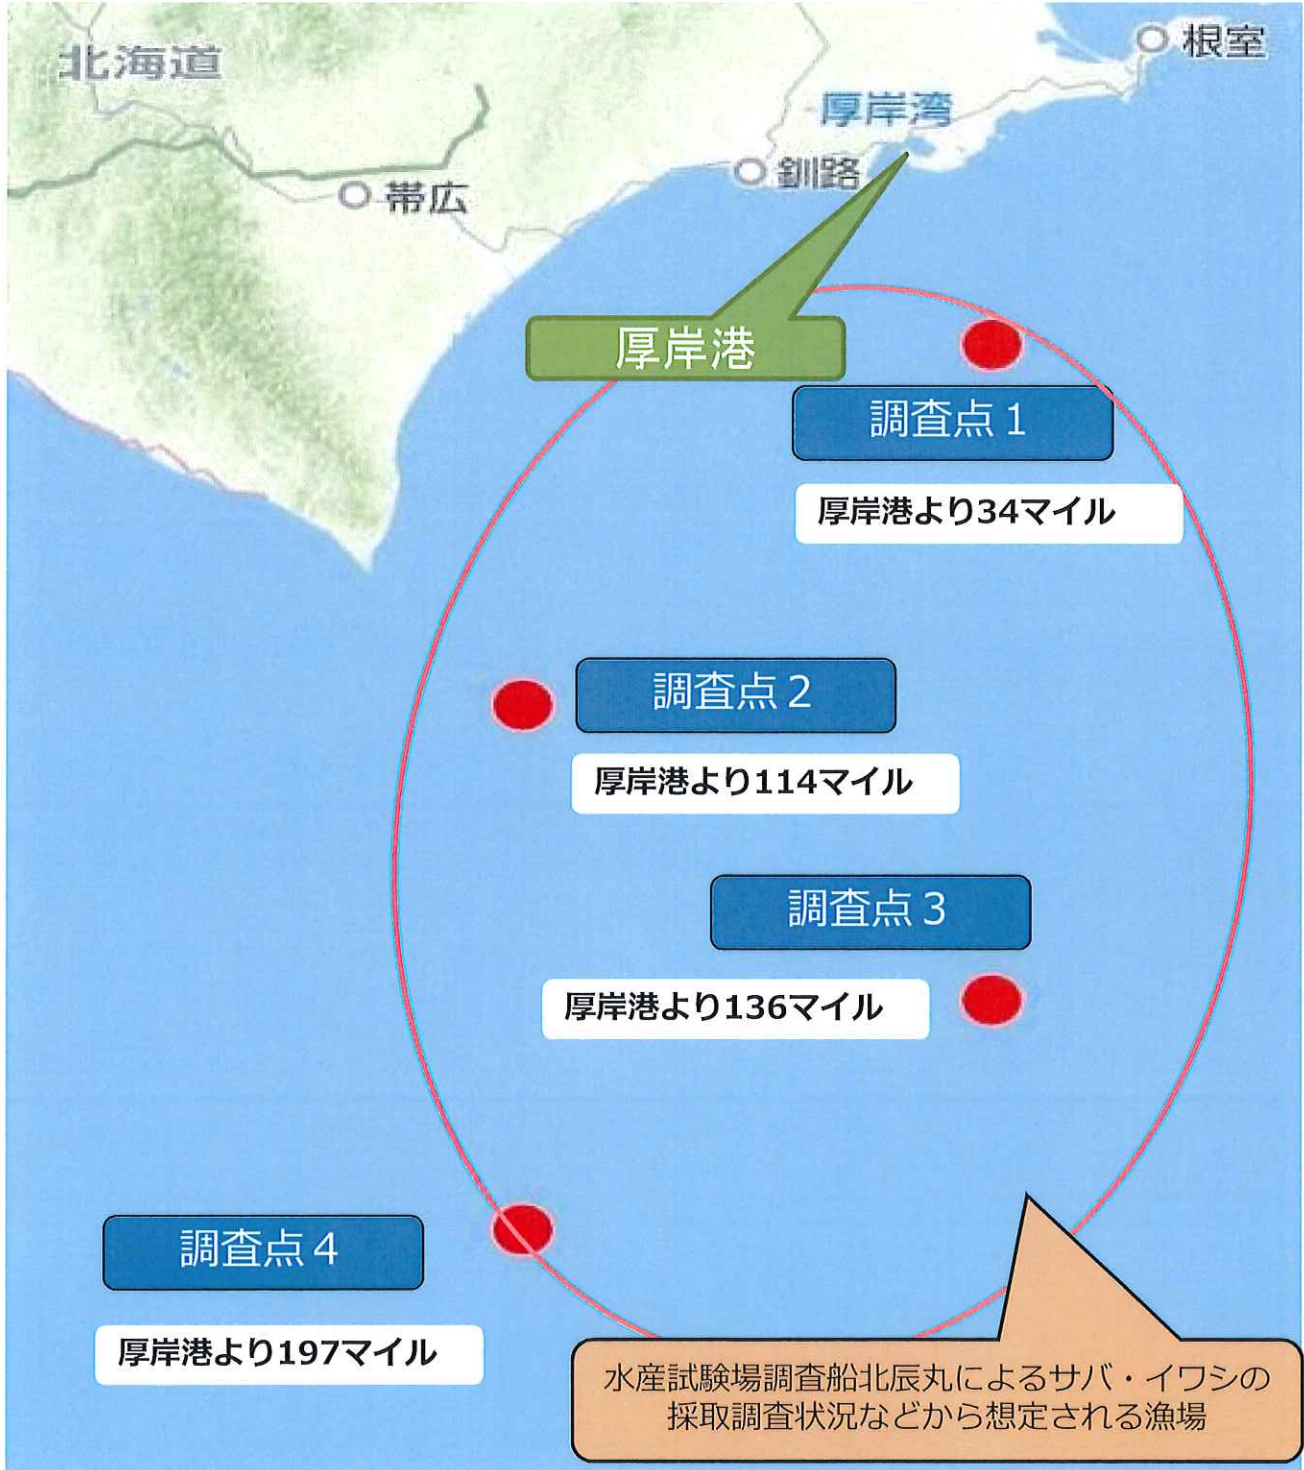 北海道
根室
厚岸湾
釧路
帯広
厚岸港
調査点１
厚岸港より34マイル
調査点２
厚岸港より114マイル
調査点３
厚岸港より136マイル
調査点４
厚岸港より197マイル
水産試験場調査船北辰丸によるサバ・イワシの
採取調査状況などから想定される漁場